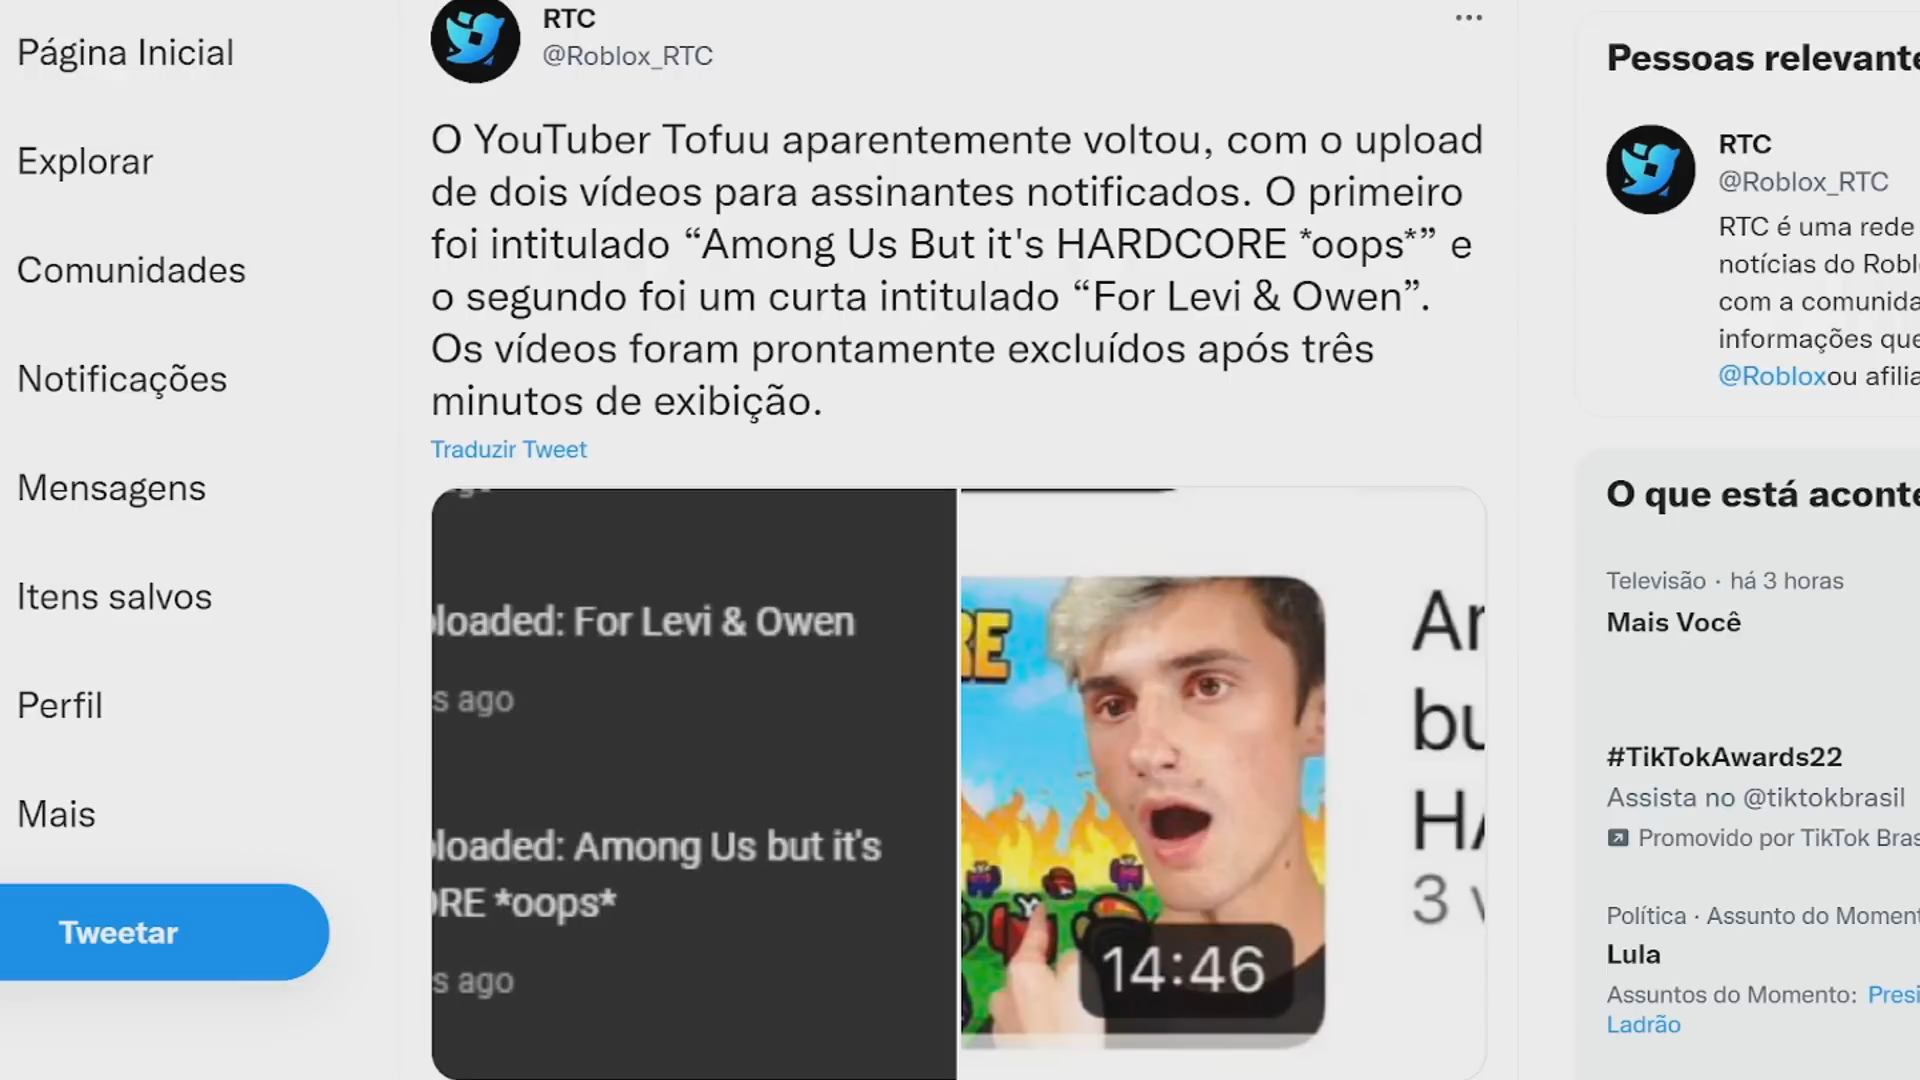 Página Inicial
Explorar
Comunidades
Notificações
Mensagens
Itens salvos
Perfil
Mais
Tweetar
RTC
@Roblox_RTC
O YouTuber Tofuu aparentemente voltou, com o upload
de dois vídeos para assinantes notificados. O primeiro
foi intitulado “Among Us But it's HARDCORE *oops*” e
o segundo foi um curta intitulado “For Levi & Owen”.
Os vídeos foram prontamente excluídos após três
minutos de exibição.
Traduzir Tweet
loaded: For Levi & Owen
s ago
loaded: Among Us but it's
RE *oops*
s ago
RE
14:46
bu
3
Pessoas relevante
RTC
@Roblox_RTC
RTC é uma rede
notícias do Roblo
com a comunida
informações que
@Robloxou afilia
O que está aconte
Televisão · há 3 horas
Mais Você
#TikTokAwards22
Assista no @tiktokbrasil
Promovido por TikTok Bras
Política · Assunto do Moment
Lula
Assuntos do Momento: Presi
Ladrão